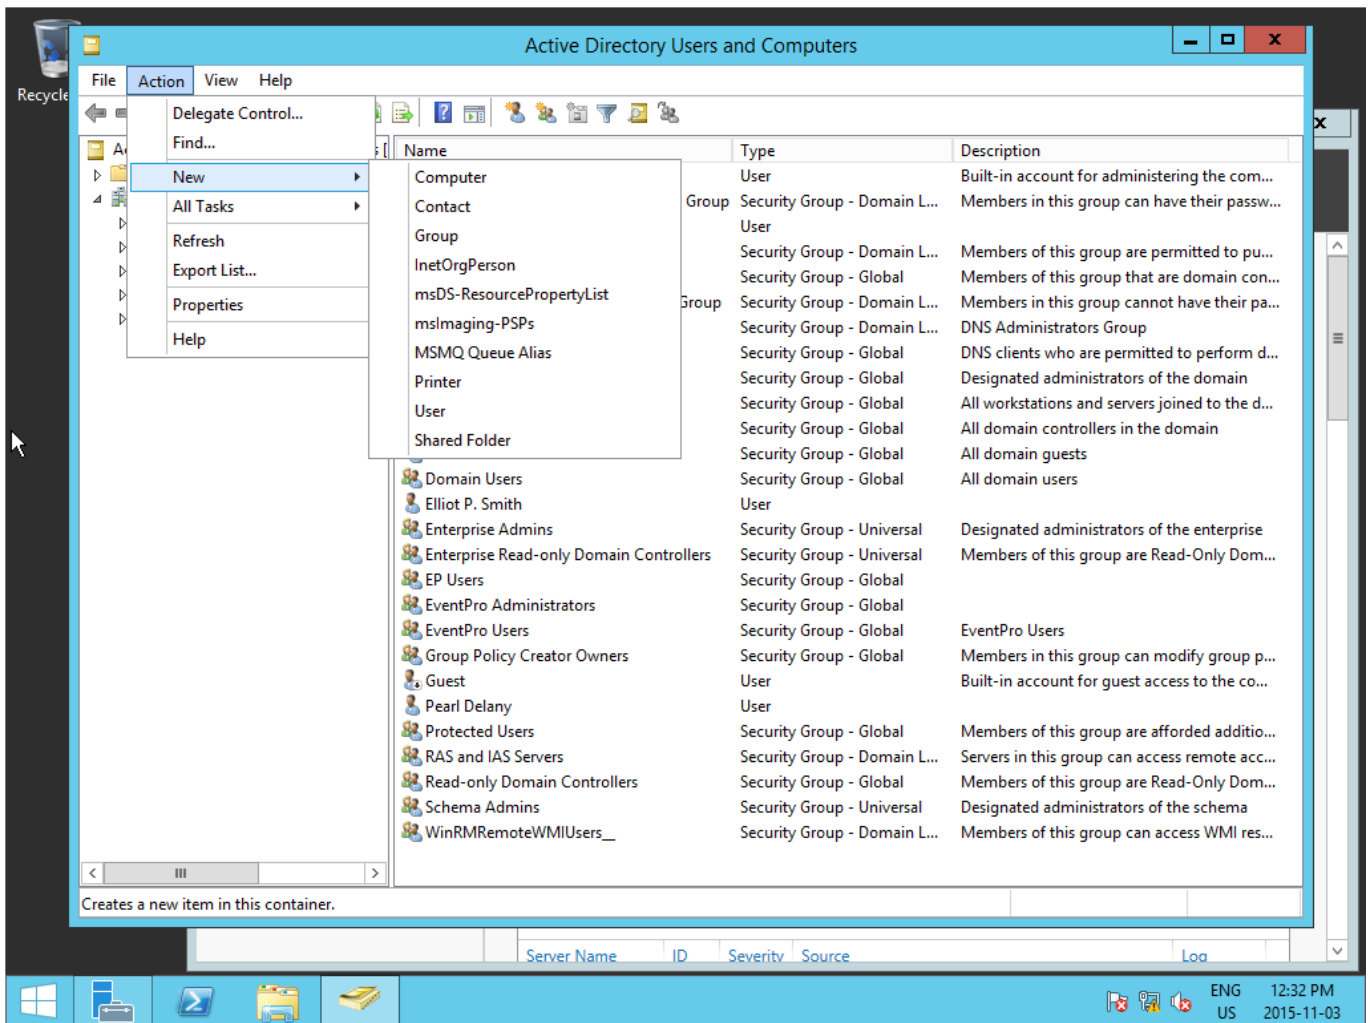 Recycle
Active Directory Users and Computers
File Action View Help
Delegate Control...
Find...
New
All Tasks
Refresh
Export List...
Properties
Help
Computer
Contact
Group
InetOrgPerson
msDS-ResourcePropertyList
msImaging-PSPs
MSMQ Queue Alias
Printer
User
Shared Folder
Name Type Description
User Built-in account for administering the com...
Group Security Group - Domain L... Members in this group can have their passw...
User
Security Group - Domain L... Members of this group are permitted to pu...
Security Group - Global Members of this group that are domain con...
Group Security Group - Domain L... Members in this group cannot have their pa...
Security Group - Domain L... DNS Administrators Group
Security Group - Global DNS clients who are permitted to perform d...
Security Group - Global Designated administrators of the domain
Security Group - Global All workstations and servers joined to the d...
Security Group - Global All domain controllers in the domain
Security Group - Global All domain guests
Domain Users Security Group - Global All domain users
Elliot P. Smith User
Enterprise Admins Security Group - Universal Designated administrators of the enterprise
Enterprise Read-only Domain Controllers Security Group - Universal Members of this group are Read-Only Dom...
EP Users Security Group - Global
EventPro Administrators Security Group - Global
EventPro Users Security Group - Global EventPro Users
Group Policy Creator Owners Security Group - Global Members in this group can modify group p...
Guest User Built-in account for guest access to the co...
Pearl Delany User
Protected Users Security Group - Global Members of this group are afforded additio...
RAS and IAS Servers Security Group - Domain L... Servers in this group can access remote acc...
Read-only Domain Controllers Security Group - Global Members of this group are Read-Only Dom...
Schema Admins Security Group - Universal Designated administrators of the schema
WinRMRemoteWMIUsers__ Security Group - Domain L... Members of this group can access WMI res...
Creates a new item in this container.
Server Name ID Severity Source Log
ENG 12:32 PM
US 2015-11-03